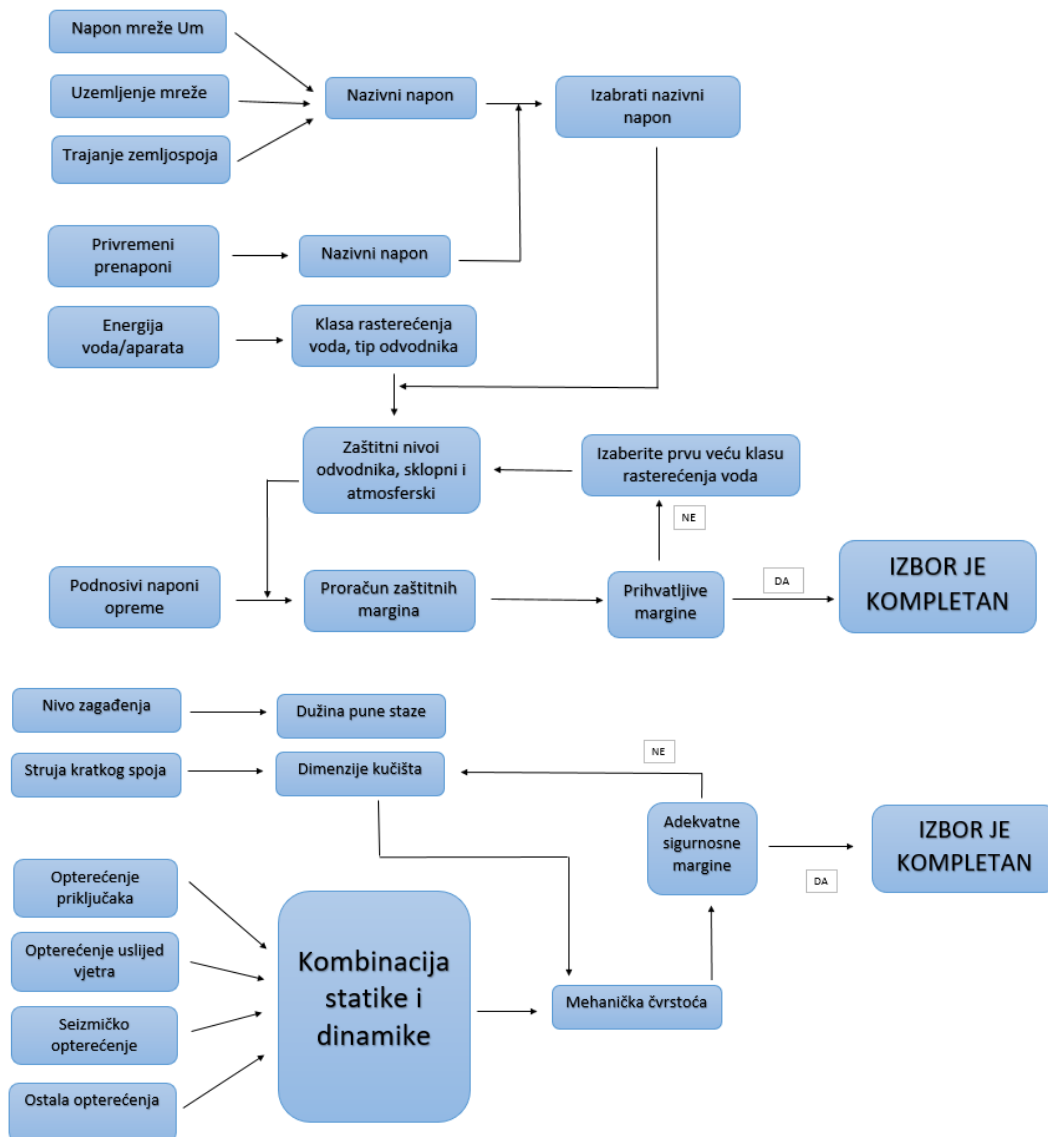 Napon mreže Um
Uzemljenje mreže
Trajanje zemljospoja
Nazivni napon
Izabrati nazivni
napon
Privremeni
prenaponi
Nazivni napon
Energija
voda/aparata
Klasa rasterećenja
voda, tip odvodnika
Zaštitni nivoi
odvodnika, sklopni i
atmosferski
Izaberite prvu veću klasu
rasterećenja voda
NE
Podnosivi naponi
opreme
Proračun zaštitnih
margina
Prihvatljive
margine
DA
IZBOR JE
KOMPLETAN
Nivo zagađenja
Dužina pune staze
Struja kratkog spoja
Dimenzije kučišta
NE
Adekvatne
sigurnosne
margine
DA
IZBOR JE
KOMPLETAN
Opterećenje
priključaka
Opterećenje uslijed
vjetra
Seizmičko
opterećenje
Ostala opterećenja
Kombinacija
statike i
dinamike
Mehanička čvrstoća